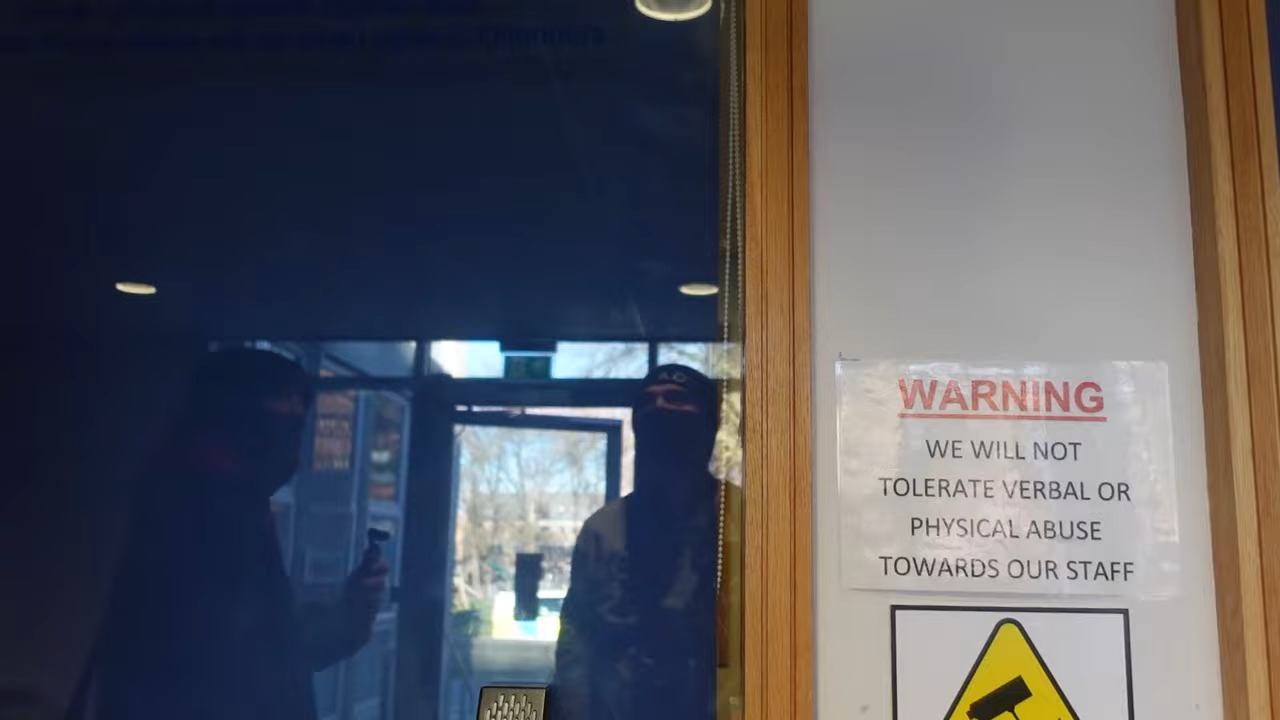 WARNING
WE WILL NOT
TOLERATE VERBAL OR
PHYSICAL ABUSE
TOWARDS OUR STAFF